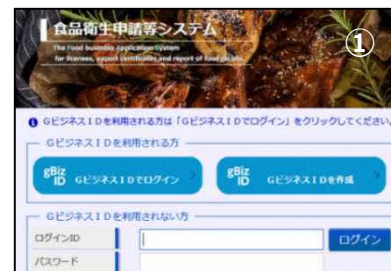 食品衛生申請等システム
The Food business Application System
for licenses, export certificates and report of food recalls
①
GビジネスIDを利用される方は「GビジネスIDでログイン」をクリックしてください。
GビジネスIDを利用される方
gBiz ID GビジネスIDでログイン
gBiz ID GビジネスIDを作成
GビジネスIDを利用されない方
ログインID
ログイン
パスワード